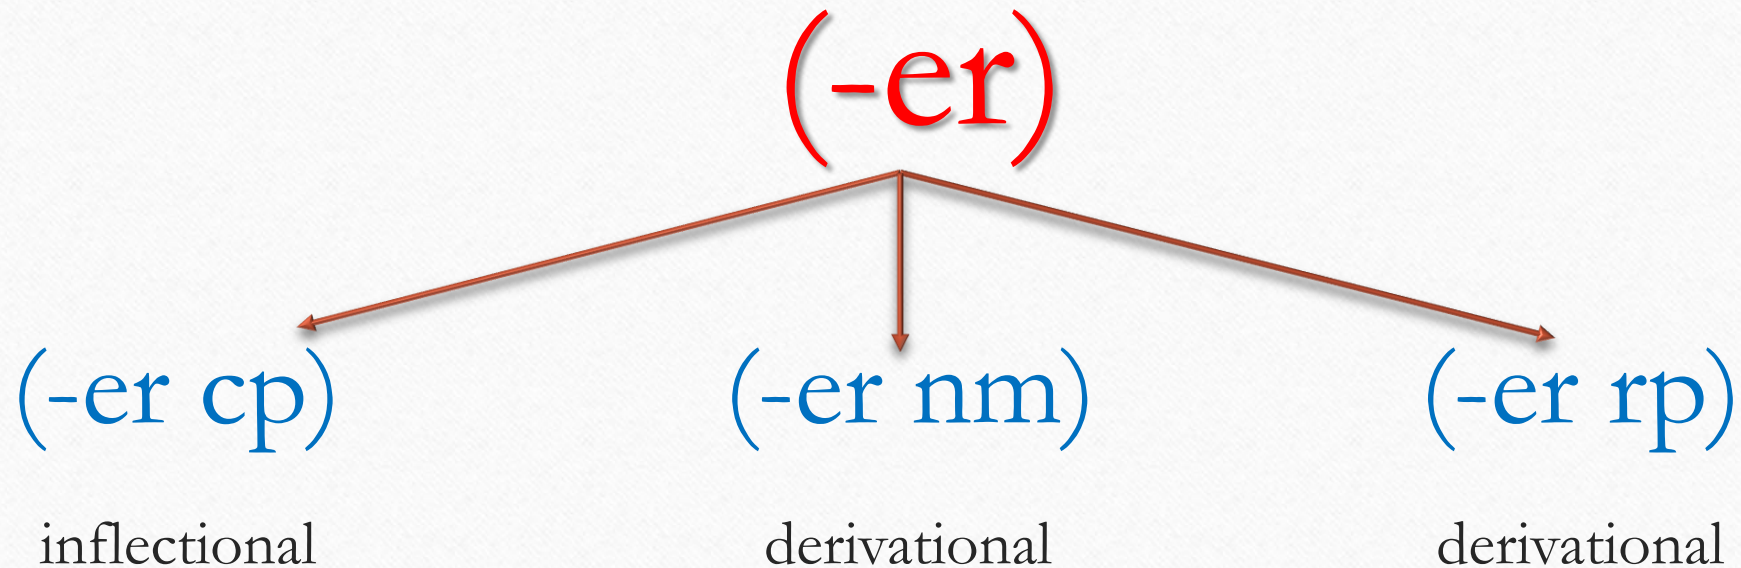 (-er)
(-er cp) (-er nm) (-er rp)
inflectional derivational derivational